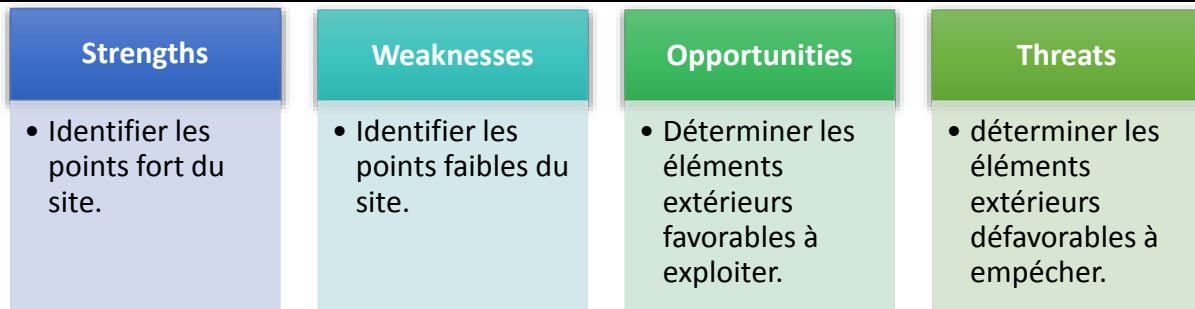 Strengths
• Identifier les
points fort du
site.
Weaknesses
• Identifier les
points faibles du
site.
Opportunities
• Déterminer les
éléments
extérieurs
favorables à
exploiter.
Threats
• déterminer les
éléments
extérieurs
défavorables à
empécher.